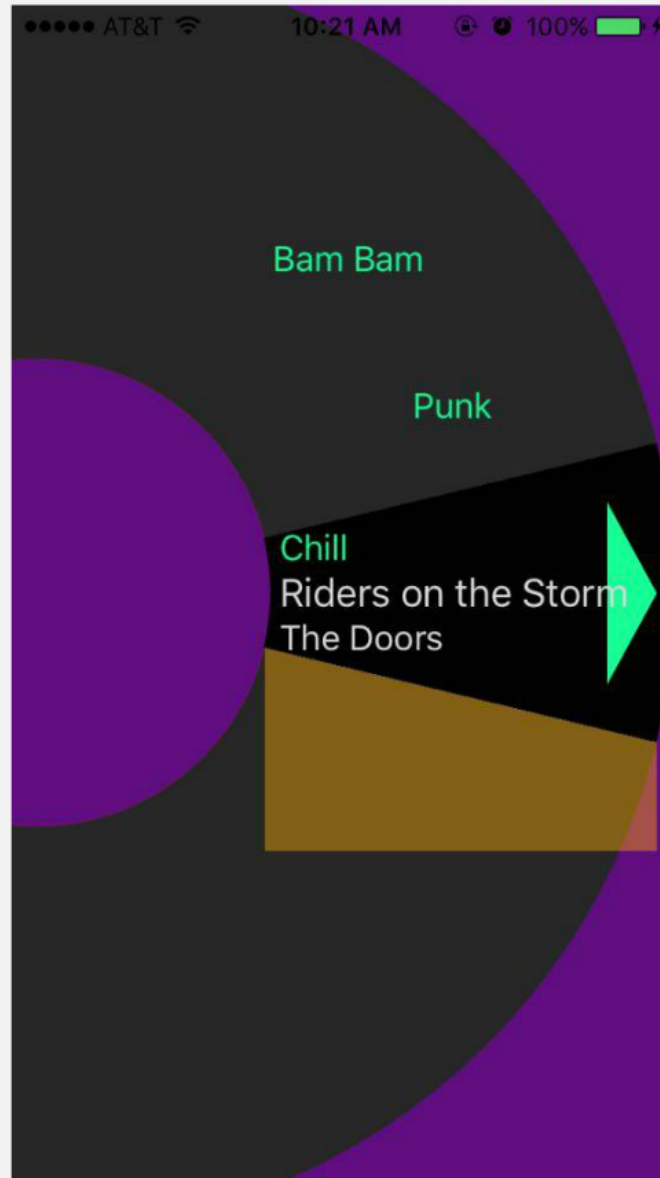 AT&T 10:21 AM 100%
Bam Bam
Punk
Chill
Riders on the Storm
The Doors